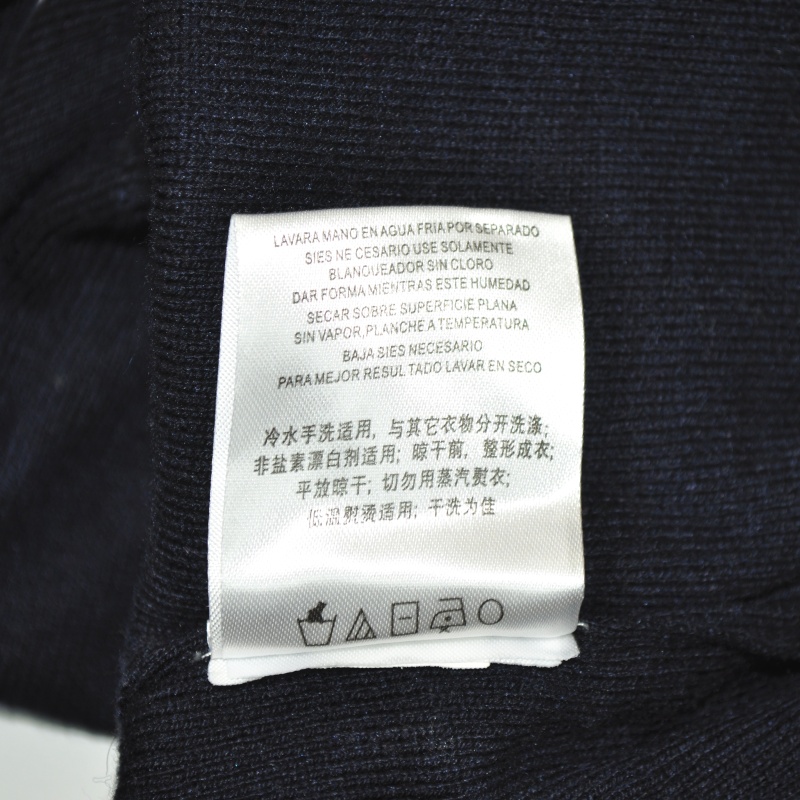 LAVARA MANO EN AGUA FRIA POR SEPARADO
SIES NE CESARIO USE SOLAMENTE
BLANQUEADOR SIN CLORO
DAR FORMA MIENTRAS ESTE HUMEDAD
SECAR SOBRE SUPERFICIE PLANA
SIN VAPOR,PLANCHE A TEMPERATURA
BAJA SIES NECESARIO
PARA MEJOR RESUL TADO LAVAR EN SECO
冷水手洗适用, 与其它衣物分开洗涤;
非盐素漂白剂适用; 晾干前, 整形成衣;
平放晾干; 切勿用蒸汽熨衣;
低温熨烫适用; 干洗为佳